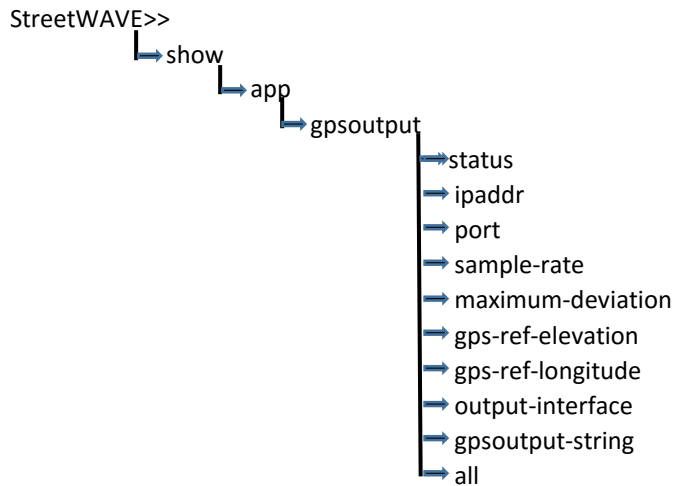 StreetWAVE>>
show
app
gpsoutput
status
ipaddr
port
sample-rate
maximum-deviation
gps-ref-elevation
gps-ref-longitude
output-interface
gpsoutput-string
all